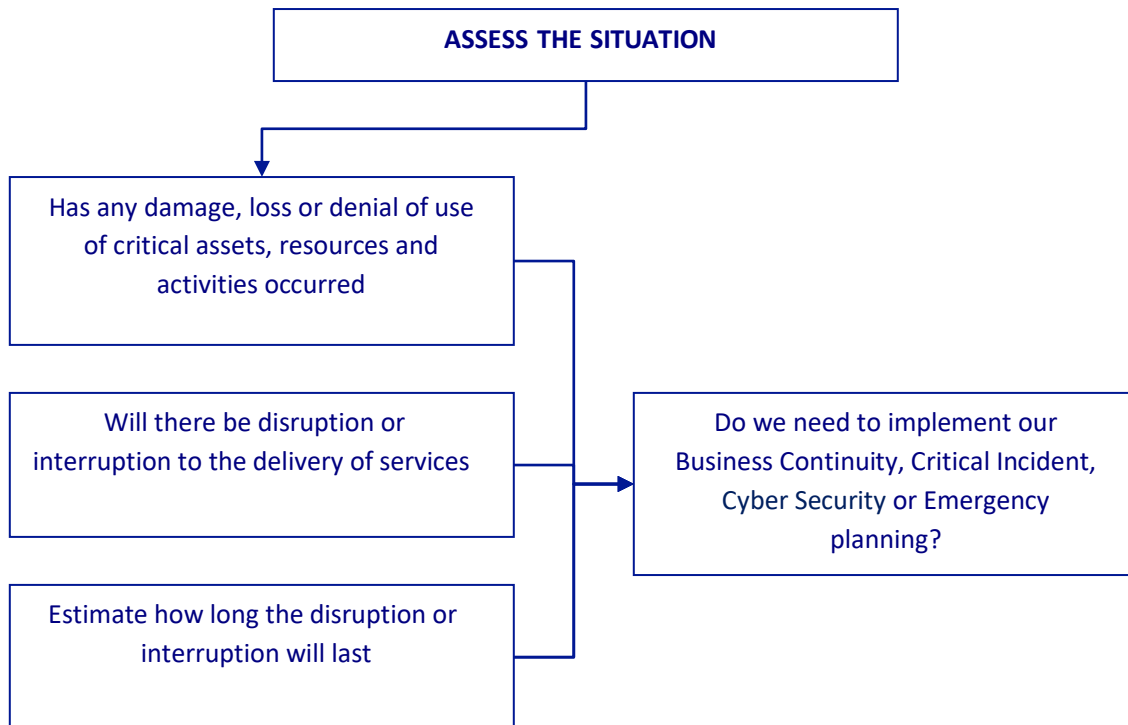 ASSESS THE SITUATION
Has any damage, loss or denial of use
of critical assets, resources and
activities occurred
Will there be disruption or
interruption to the delivery of services
Estimate how long the disruption or
interruption will last
Do we need to implement our
Business Continuity, Critical Incident,
Cyber Security or Emergency
planning?